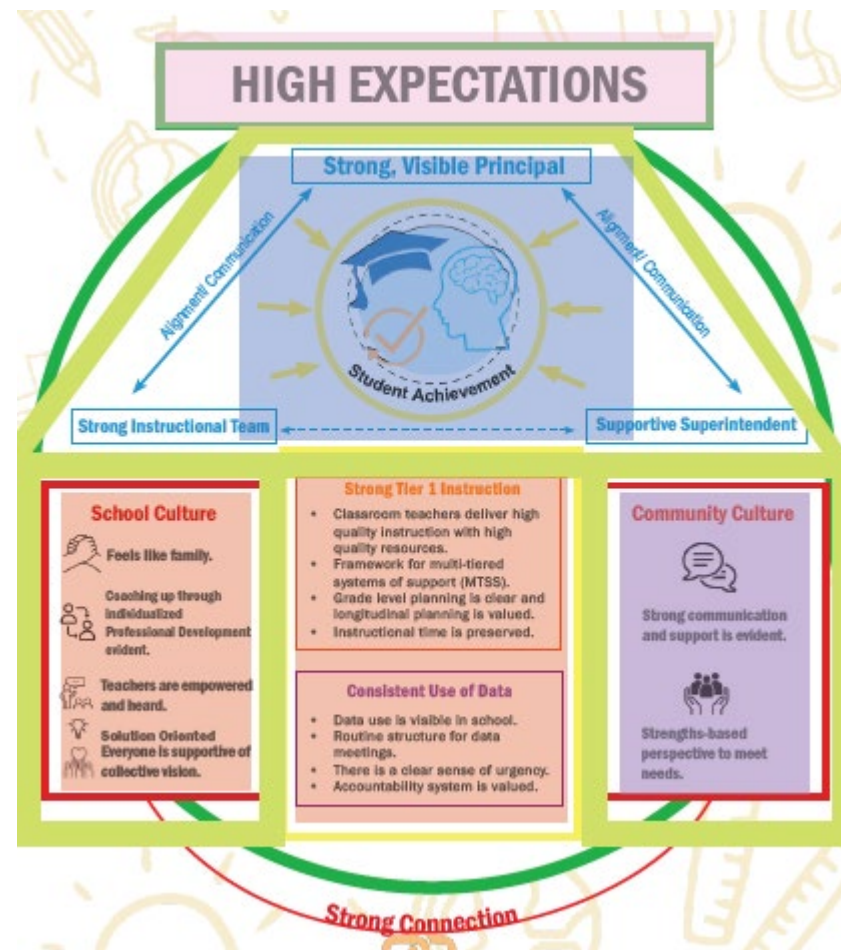 HIGH EXPECTATIONS
Strong, Visible Principal
Alignment/ Communication
Alignment/ Communication
Student Achievement
Strong Instructional Team
Supportive Superintendent
School Culture
Feels like family.
Coaching up through
individualized
Professional Development
evident.
Teachers are empowered
and heard.
Solution Oriented
Everyone is supportive of
collective vision.
Strong Tier 1 Instruction
• Classroom teachers deliver high
quality instruction with high
quality resources.
• Framework for multi-tiered
systems of support (MTSS).
• Grade level planning is clear and
longitudinal planning is valued.
• Instructional time is preserved.
Consistent Use of Data
• Data use is visible in school.
• Routine structure for data
meetings.
• There is a clear sense of urgency.
• Accountability system is valued.
Community Culture
Strong communication
and support is evident.
Strengths-based
perspective to meet
needs.
Strong Connection